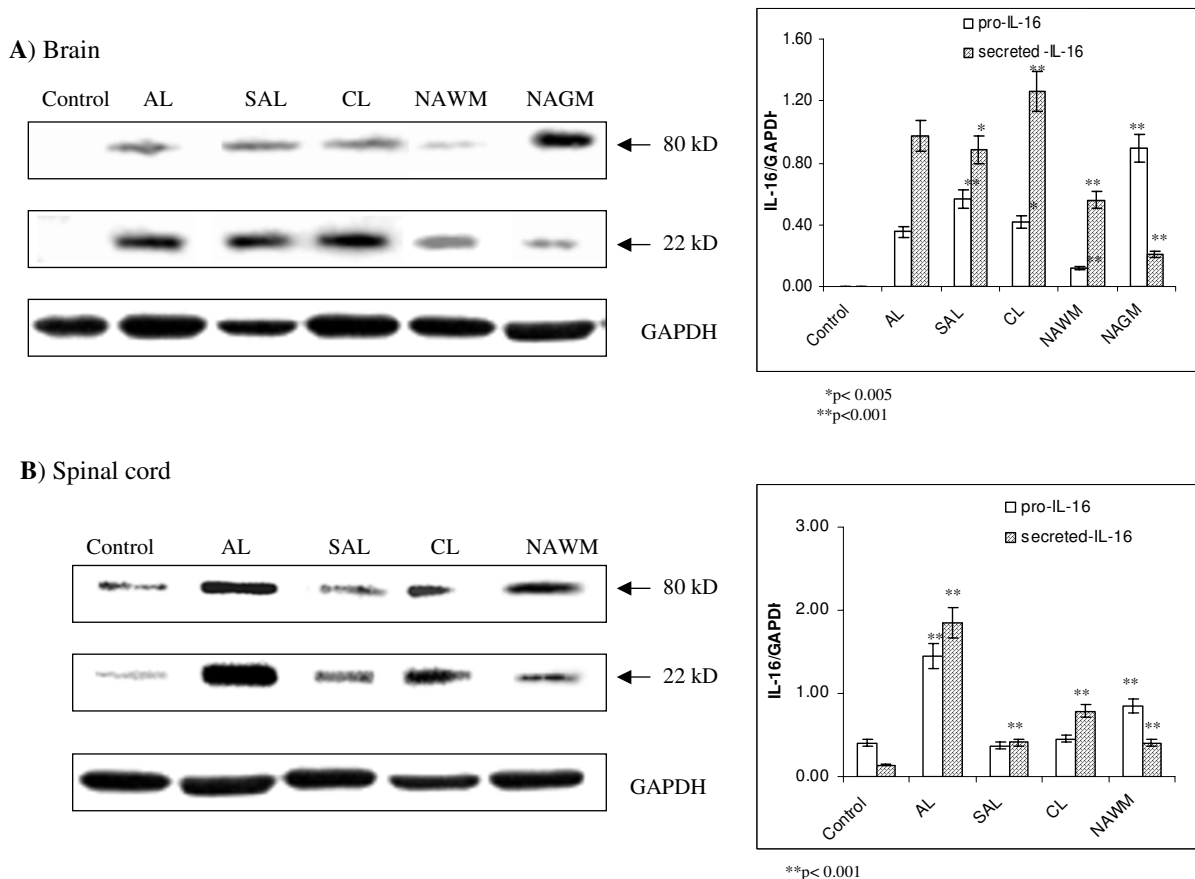 A) Brain
Control AL SAL CL NAWM NAGM
80 kD
22 kD
GAPDH
pro-IL-16
secreted -IL-16
IL-16/GAPDH
1.60
1.20
0.80
0.40
0.00
** * ** ** * ** ** ** **
Control AL SAL CL NAWM NAGM
*p< 0.005
**p<0.001
B) Spinal cord
Control AL SAL CL NAWM
80 kD
22 kD
GAPDH
pro-IL-16
secreted-IL-16
IL-16/GAPDH
3.00
2.00
1.00
0.00
** ** ** ** ** **
Control AL SAL CL NAWM
**p< 0.001